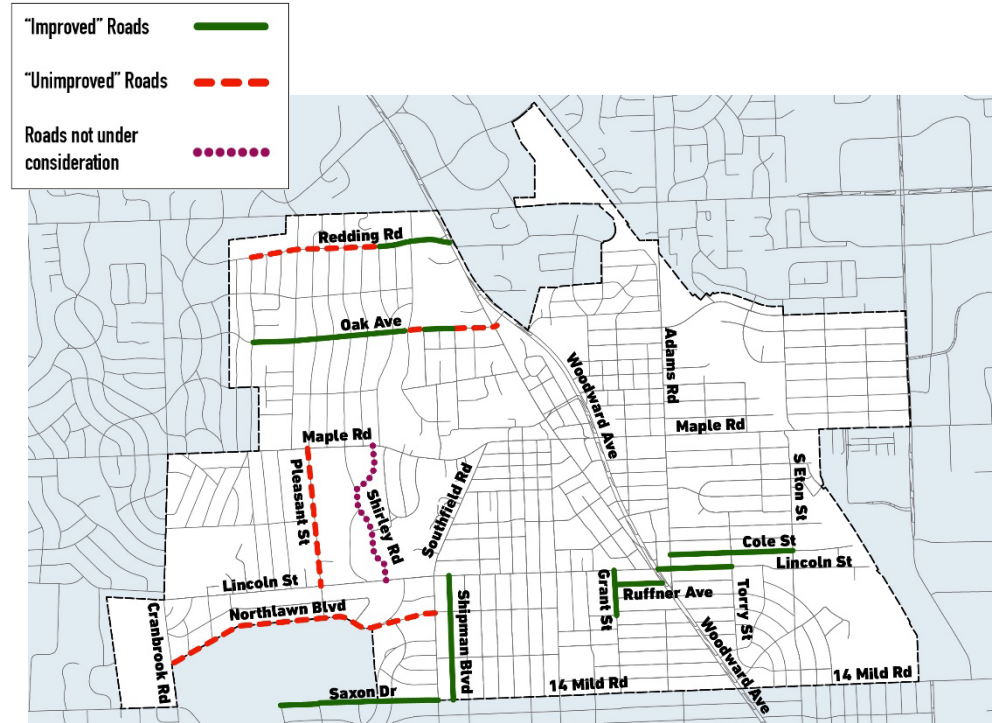 “Improved” Roads
“Unimproved” Roads
Roads not under
consideration
Redding Rd
Oak Ave
Woodward Ave
Adams Rd
Maple Rd
Maple Rd
Pleasant St
Shirley Rd
Southfield Rd
S Eton St
Cole St
Lincoln St
Lincoln St
Grant St
Ruffner Ave
Torry St
Northlawn Blvd
Cranbrook Rd
Shipman Blvd
Woodward Ave
Saxon Dr
14 Mild Rd
14 Mild Rd